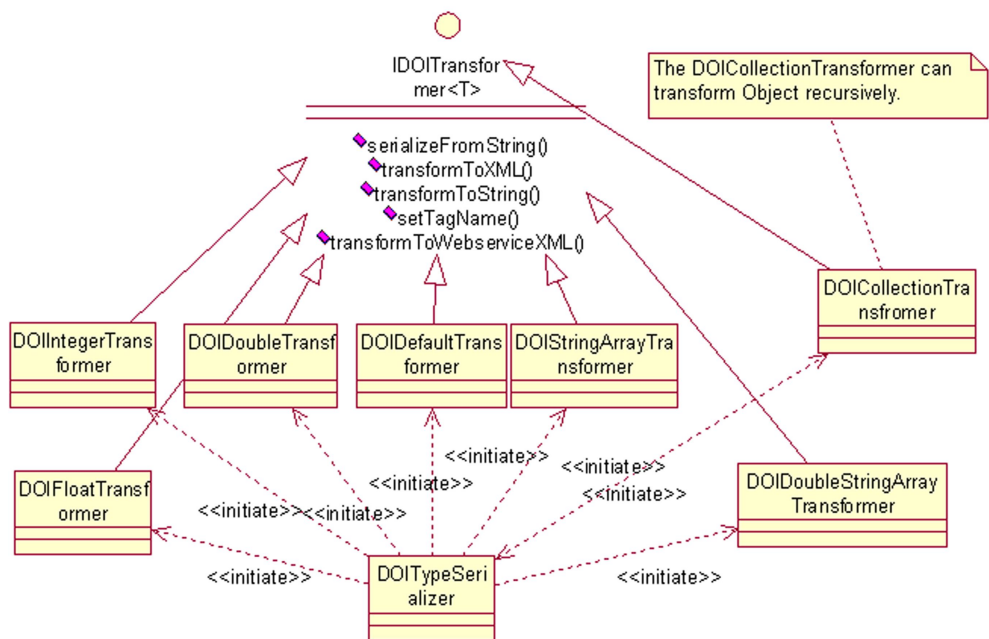 IDOITransfor
mer<T>
The DOICollectionTransformer can
transform Object recursively.
serializeFromString()
transformToXML()
transformToString()
setTagName()
transformToWebserviceXML()
DOICollectionTra
nsfromer
DOIIntegerTrans
former
DOIDoubleTransf
ormer
DOIDefaultTrans
former
DOIStringArrayTra
nsformer
<<initiate>>
<<initiate>>
<<initiate>>
DOIFloatTransf
ormer
DOIDoubleStringArray
Transformer
<<initiate>>
<<initiate>>
<<initiate>>
<<initiate>>
<<initiate>>
DOITypeSeri
alizer